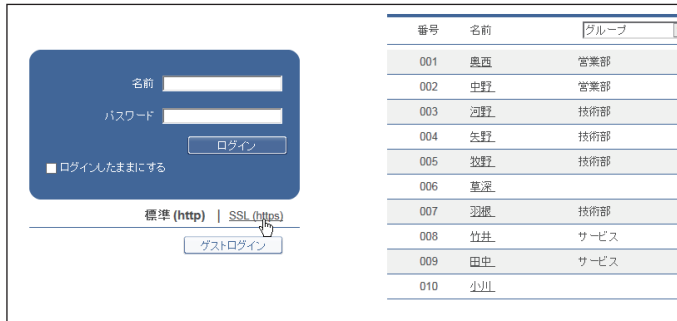 名前
パスワード
ログイン
ログインしたままにする
標準 (http) | SSL (https)
ゲストログイン
番号 名前 グループ
001 奥西 営業部
002 中野 営業部
003 河野 技術部
004 矢野 技術部
005 牧野 技術部
006 草深
007 羽根 技術部
008 竹井 サービス
009 田中 サービス
010 小川